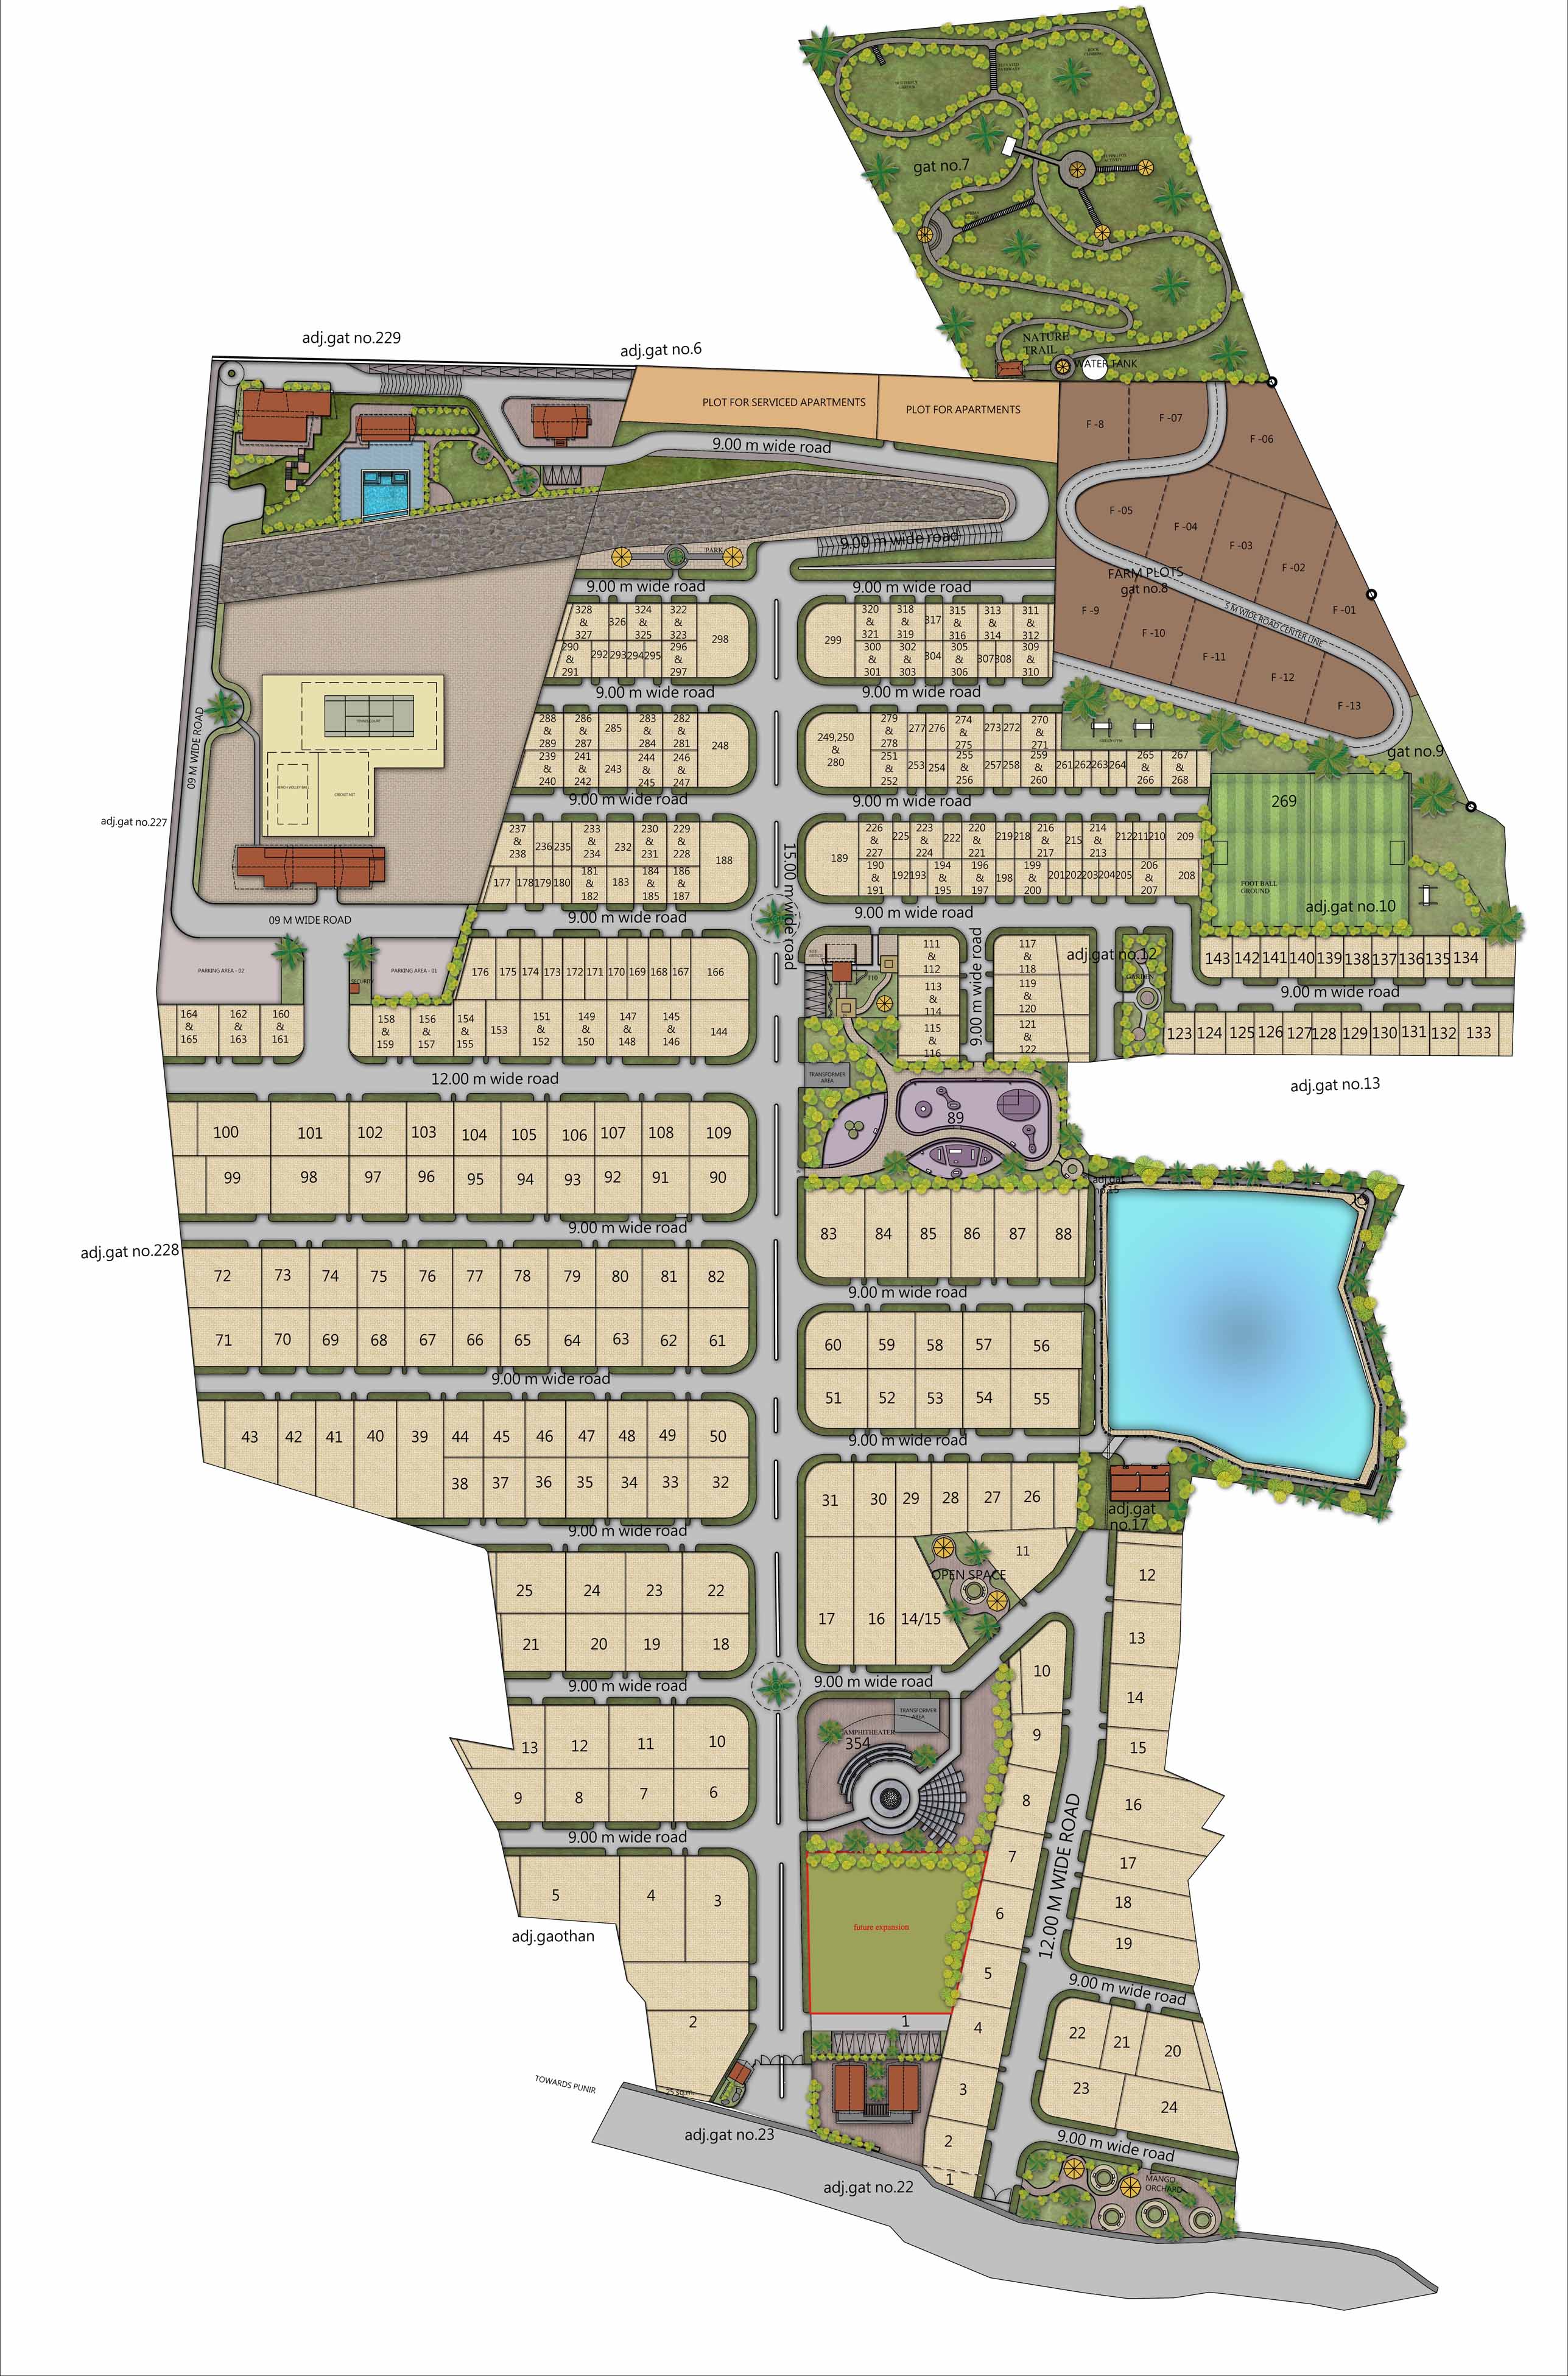 ROCK CLIMBING
BUTTERFLY GARDEN
gat no.7
NATURE
TRAIL
WATER TANK
adj.gat no.229
adj.gat no.6
PLOT FOR SERVICED APARTMENTS
PLOT FOR APARTMENTS
9.00 m wide road
F -8
F -07
F -06
F -05
F -04
F -03
F -02
F -01
FARM PLOTS
gat no.8
F -9
F -10
F -11
F -12
F -13
5 M WIDE ROAD CENTER LINE
9.00 m wide road
PARK
9.00 m wide road
9.00 m wide road
328 & 327
326
324 & 325
322 & 323
298
290 & 291
292
293
294
295
296 & 297
299
320 & 321
318 & 319
317
315 & 316
313 & 314
311 & 312
300 & 301
302 & 303
304
305 & 306
307
308
309 & 310
9.00 m wide road
9.00 m wide road
09 M WIDE ROAD
TENNIS COURT
BEACH VOLLEY BALL
CRICKET NET
288 & 289
286 & 287
285
283 & 284
282 & 281
248
239 & 240
241 & 242
243
244 & 245
246 & 247
249,250 & 280
279 & 278
277
276
274 & 275
273
272
270 & 271
251 & 252
253
254
255 & 256
257
258
259 & 260
261
262
263
264
265 & 266
267 & 268
gat no.9
9.00 m wide road
9.00 m wide road
269
adj.gat no.227
237 & 238
236
235
233 & 234
232
230 & 231
229 & 228
188
177
178
179
180
181 & 182
183
184 & 185
186 & 187
189
226 & 227
225
223 & 224
222
220 & 221
219
218
216 & 217
215
214 & 213
212
211
210
209
190 & 191
192
193
194 & 195
196 & 197
198
199 & 200
201
202
203
204
205
206 & 207
208
FOOT BALL
GROUND
adj.gat no.10
15.00 m wide road
09 M WIDE ROAD
9.00 m wide road
9.00 m wide road
PARKING AREA - 02
PARKING AREA - 01
SECURITY
176
175
174
173
172
171
170
169
168
167
166
164 & 165
162 & 163
160 & 161
158 & 159
156 & 157
154 & 155
153
151 & 152
149 & 150
147 & 148
145 & 146
144
110
111 & 112
113 & 114
115 & 116
9.00 m wide road
117 & 118
119 & 120
121 & 122
adj.gat no.12
GARDEN
143
142
141
140
139
138
137
136
135
134
9.00 m wide road
123
124
125
126
127
128
129
130
131
132
133
adj.gat no.13
12.00 m wide road
TRANSFORMER
AREA
89
100
101
102
103
104
105
106
107
108
109
99
98
97
96
95
94
93
92
91
90
adj.gat
no.15
9.00 m wide road
adj.gat no.228
83
84
85
86
87
88
72
73
74
75
76
77
78
79
80
81
82
9.00 m wide road
71
70
69
68
67
66
65
64
63
62
61
60
59
58
57
56
9.00 m wide road
51
52
53
54
55
43
42
41
40
39
44
45
46
47
48
49
50
9.00 m wide road
38
37
36
35
34
33
32
31
30
29
28
27
26
adj.gat
no.17
9.00 m wide road
11
OPEN SPACE
12
25
24
23
22
17
16
14/15
21
20
19
18
13
10
9.00 m wide road
9.00 m wide road
14
TRANSFORMER
AREA
AMPHITHEATER
354
9
15
13
12
11
10
9
8
7
6
8
16
9.00 m wide road
7
17
12.00 M WIDE ROAD
5
4
3
6
18
future expansion
19
adj.gaothan
5
9.00 m wide road
2
1
4
22
21
20
TOWARDS PUNIR
25 sq m.
3
23
24
adj.gat no.23
2
9.00 m wide road
1
adj.gat no.22
MANGO
ORCHARD